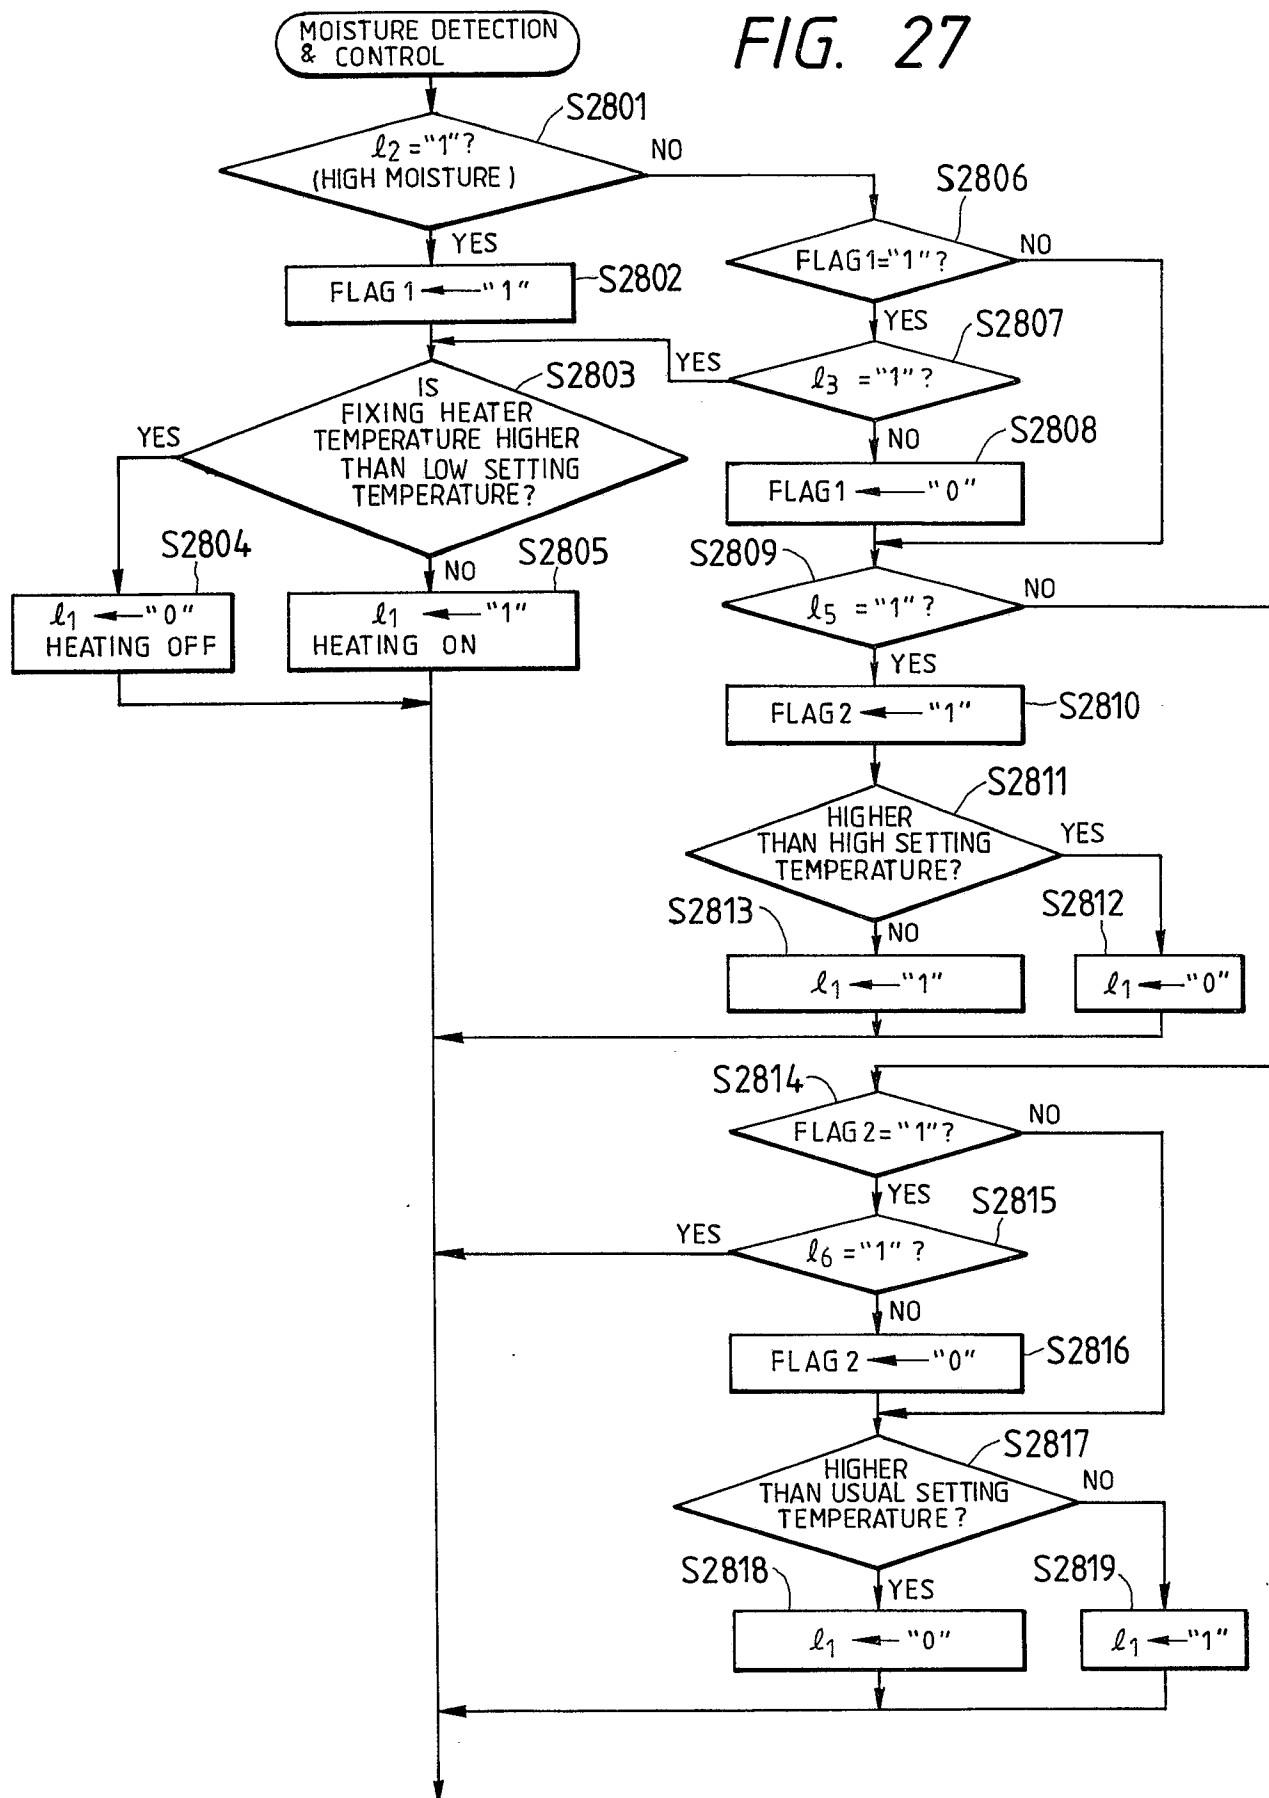 FIG. 27
MOISTURE DETECTION
& CONTROL
S2801
ℓ2 = "1"?
(HIGH MOISTURE)
NO
YES
S2802
FLAG 1 ← "1"
S2806
FLAG1="1"?
NO
YES
S2807
ℓ3 = "1"?
YES
NO
S2803
IS
FIXING HEATER
TEMPERATURE HIGHER
THAN LOW SETTING
TEMPERATURE?
YES
NO
S2808
FLAG1 ← "0"
S2804
ℓ1 ← "0"
HEATING OFF
S2805
ℓ1 ← "1"
HEATING ON
S2809
ℓ5 = "1"?
NO
YES
S2810
FLAG2 ← "1"
S2811
HIGHER
THAN HIGH SETTING
TEMPERATURE?
YES
NO
S2813
ℓ1 ← "1"
S2812
ℓ1 ← "0"
S2814
FLAG 2= "1"?
NO
YES
S2815
ℓ6 = "1" ?
YES
NO
S2816
FLAG 2 ← "0"
S2817
HIGHER
THAN USUAL SETTING
TEMPERATURE?
NO
YES
S2818
ℓ1 ← "0"
S2819
ℓ1 ← "1"